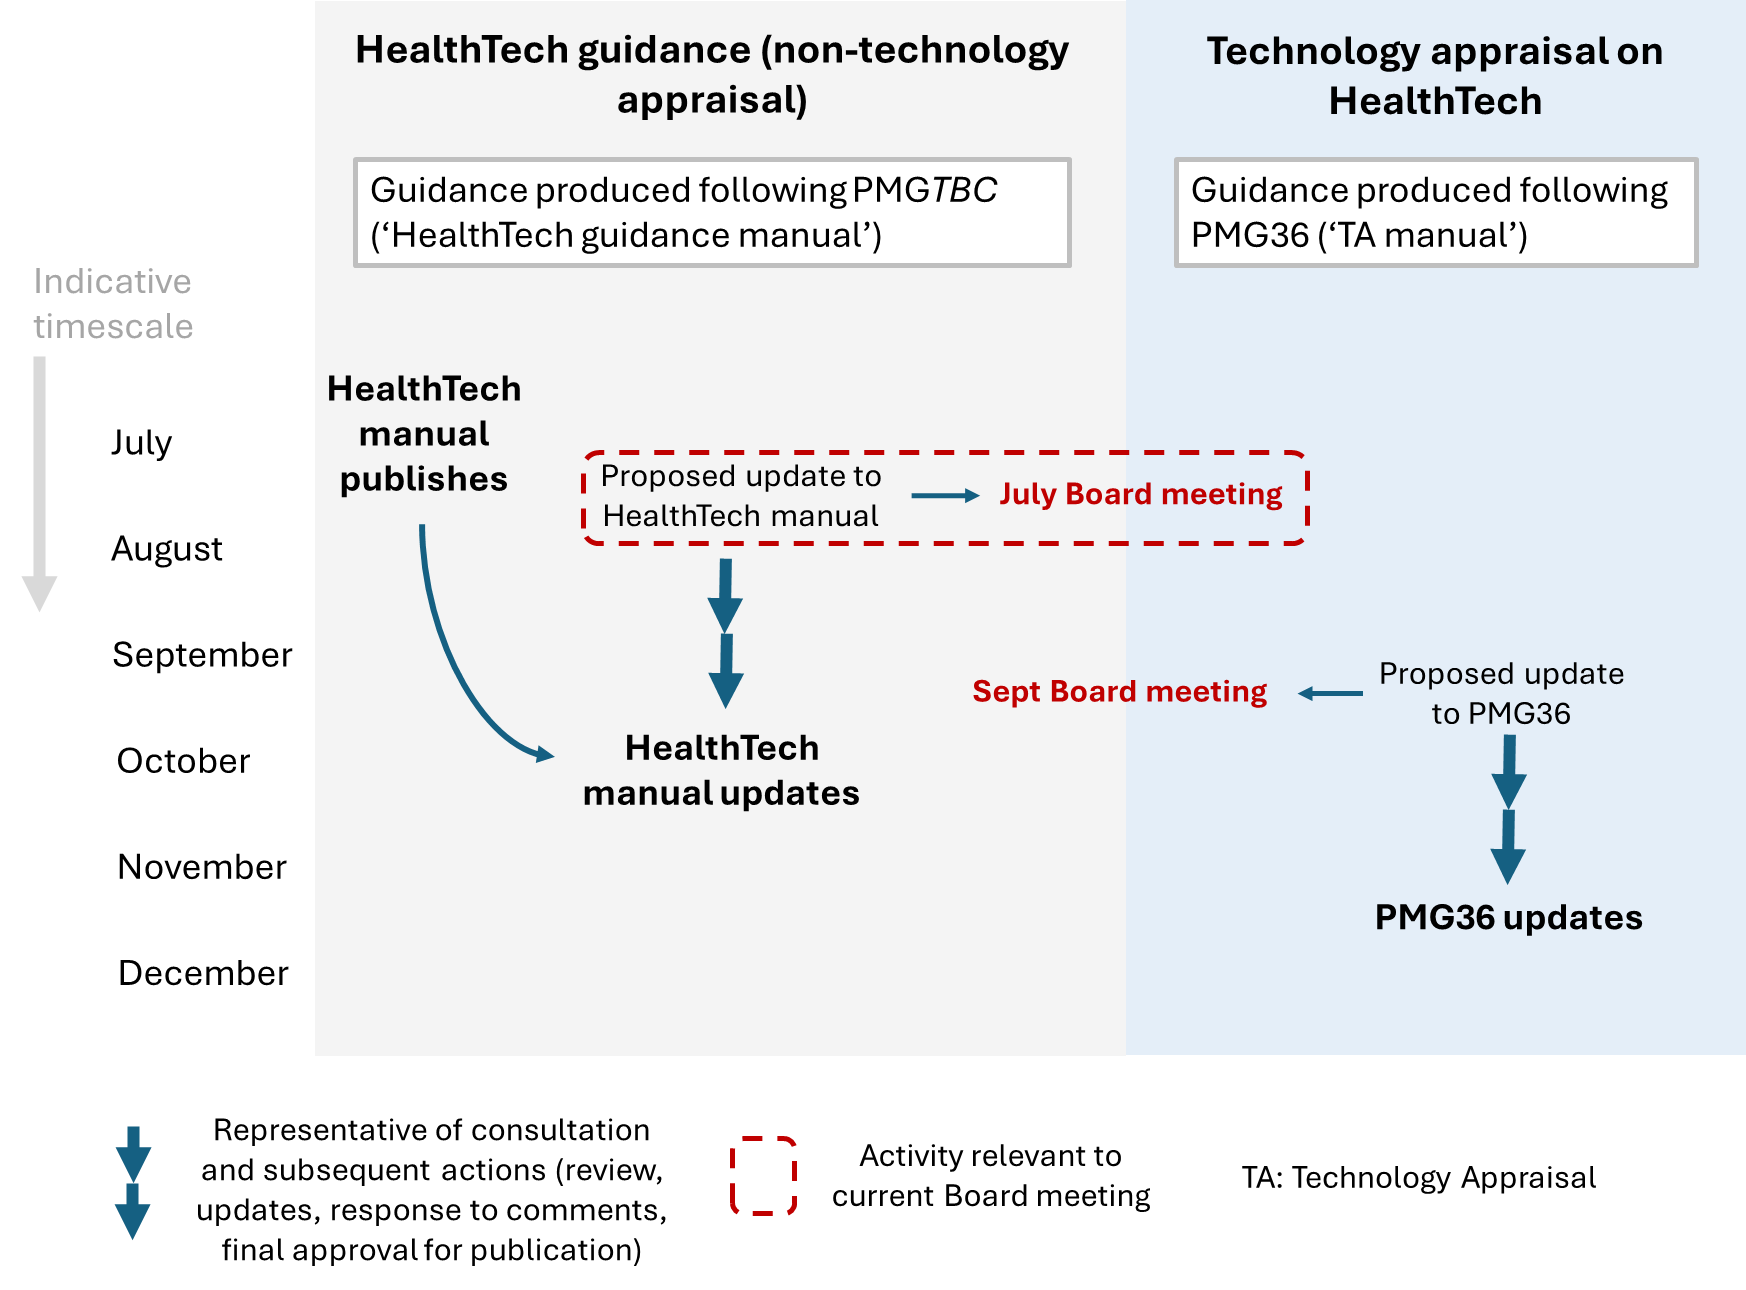 HealthTech guidance (non-technology
appraisal)
Technology appraisal on
HealthTech
Guidance produced following PMGTBC
(‘HealthTech guidance manual’)
Guidance produced following
PMG36 (‘TA manual’)
Indicative
timescale
July
August
September
October
November
December
HealthTech
manual
publishes
Proposed update to
HealthTech manual
July Board meeting
Sept Board meeting
Proposed update
to PMG36
HealthTech
manual updates
PMG36 updates
Representative of consultation
and subsequent actions (review,
updates, response to comments,
final approval for publication)
Activity relevant to
current Board meeting
TA: Technology Appraisal